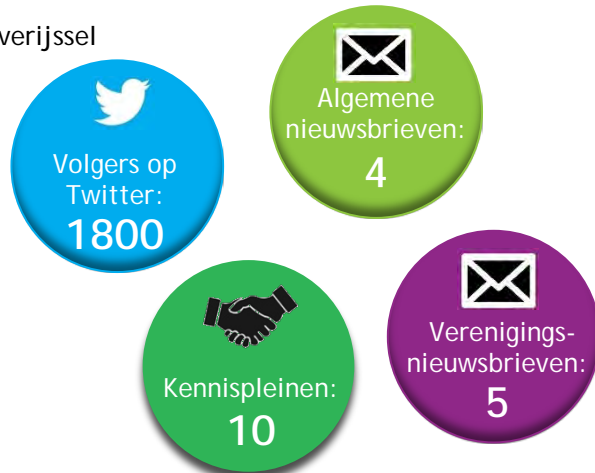 verijssel
Volgers op
Twitter:
1800
Algemene
nieuwsbrieven:
4
Kennispleinen:
10
Verenigings-
nieuwsbrieven:
5